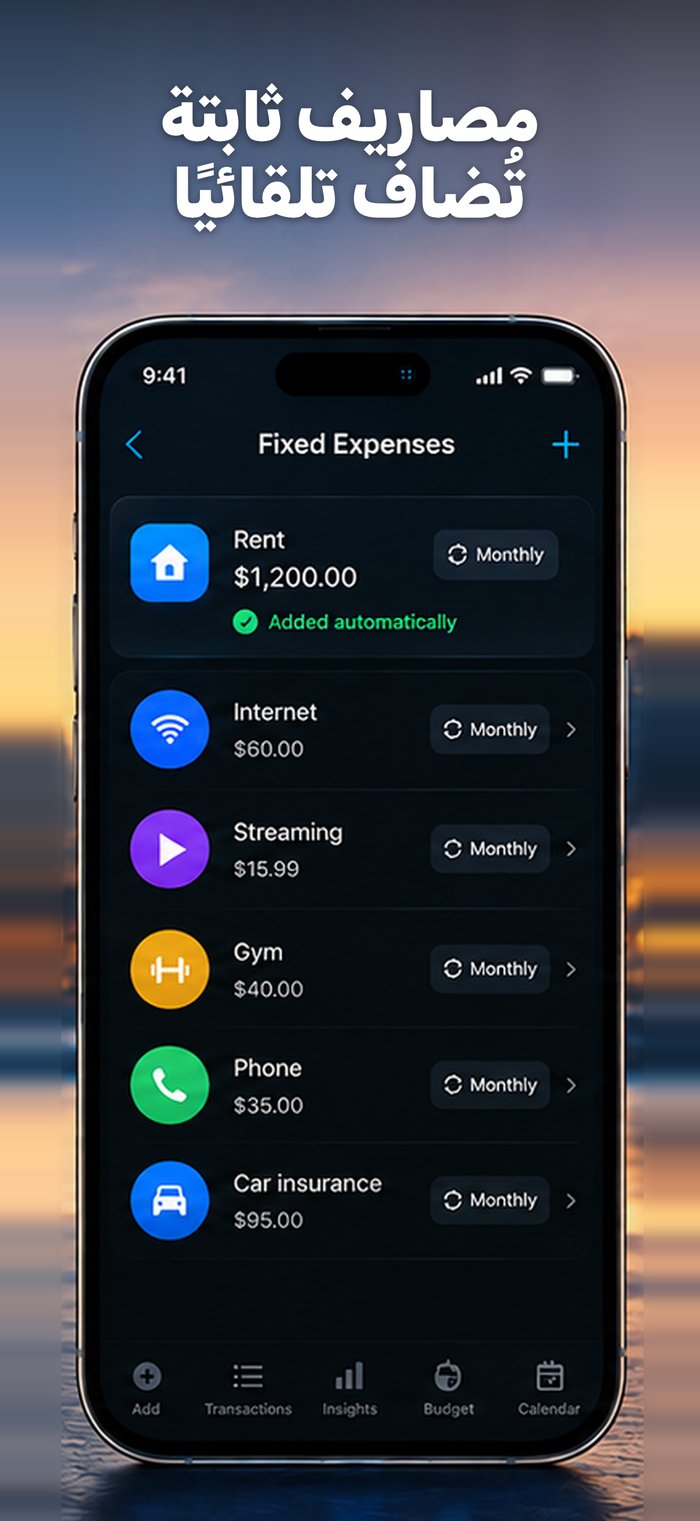 مصاريف ثابتة
تُضاف تلقائيًا
9:41
Fixed Expenses
Rent
$1,200.00
Monthly
Added automatically
Internet
$60.00
Monthly
Streaming
$15.99
Monthly
Gym
$40.00
Monthly
Phone
$35.00
Monthly
Car insurance
$95.00
Monthly
Add
Transactions
Insights
Budget
Calendar